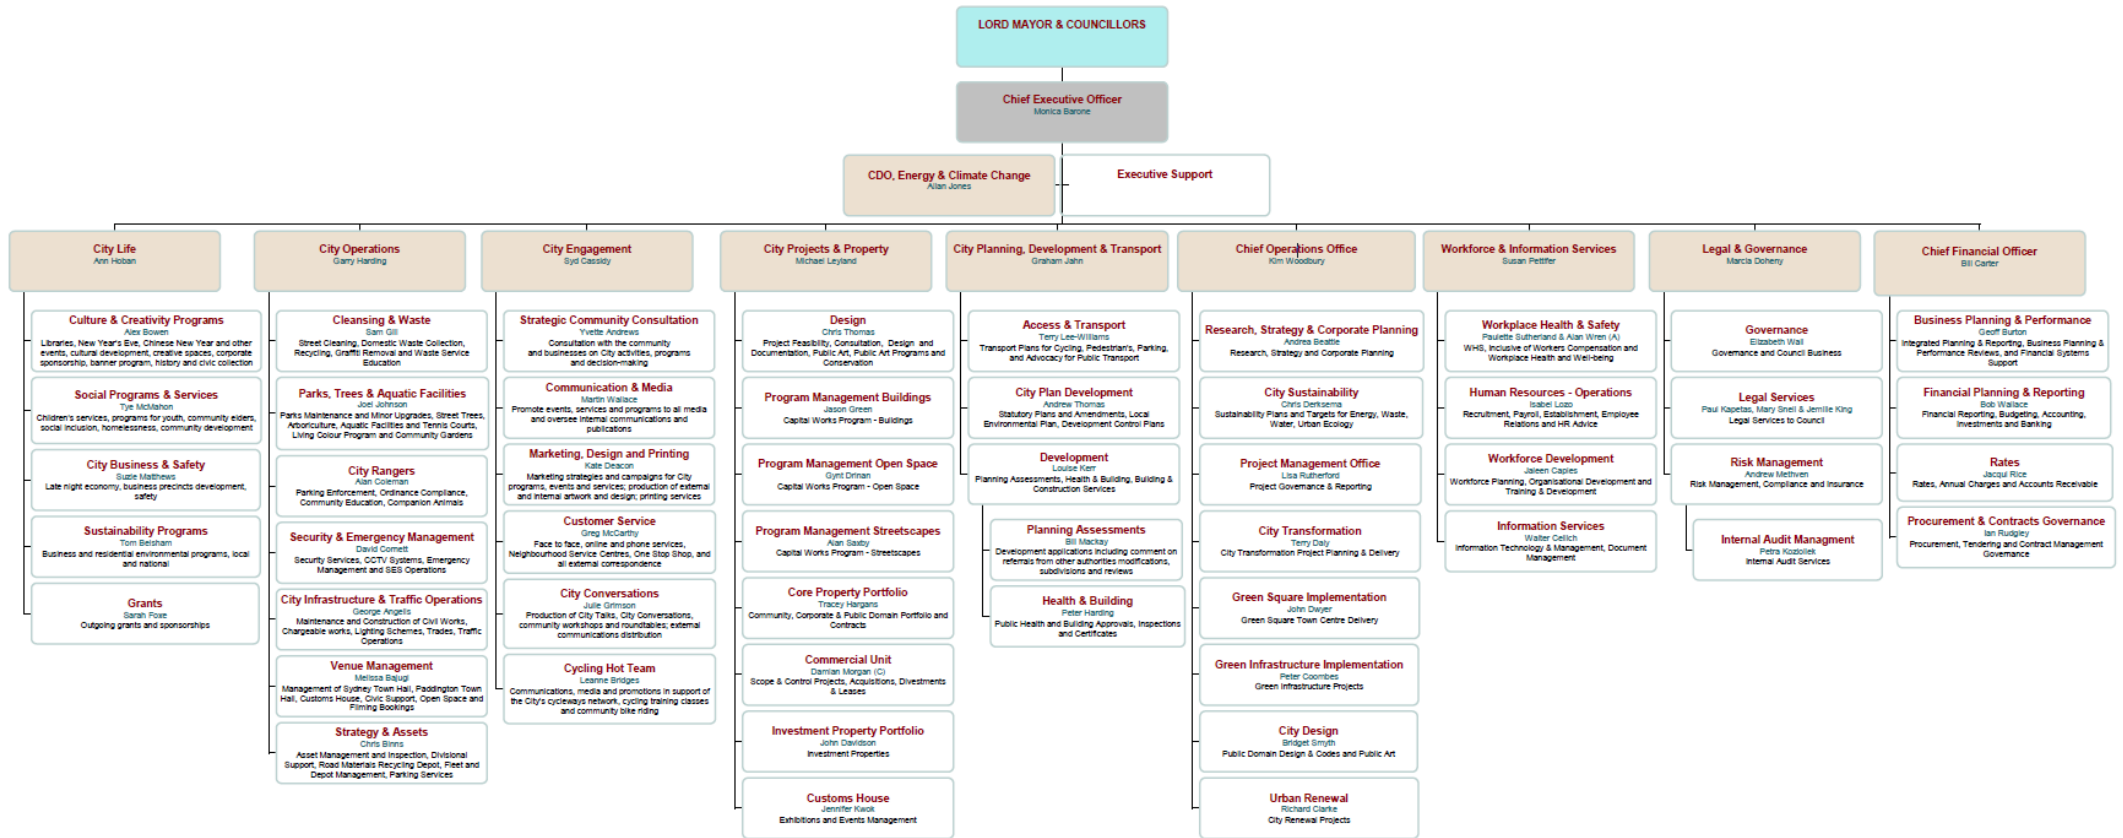 LORD MAYOR & COUNCILLORS
Chief Executive Officer
Monica Barone
CDO, Energy & Climate Change
Allan Jones
Executive Support
City Life
Ann Hoban
Culture & Creativity Programs
Alex Bowen
Libraries, New Year's Eve, Chinese New Year and other
events, cultural development, creative spaces, corporate
sponsorship, banner program, history and civic collection
Social Programs & Services
Tye McMahon
Children's services, programs for youth, community elders,
social inclusion, homelessness, community development
City Business & Safety
Suzie Matthews
Late night economy, business precincts development,
safety
Sustainability Programs
Tom Belsham
Business and residential environmental programs, local
and national
Grants
Sarah Foxe
Outgoing grants and sponsorships
City Operations
Garry Harding
Cleansing & Waste
Sam Gill
Street Cleaning, Domestic Waste Collection,
Recycling, Graffiti Removal and Waste Service
Education
Parks, Trees & Aquatic Facilities
Joel Johnson
Parks Maintenance and Minor Upgrades, Street Trees,
Arboriculture, Aquatic Facilities and Tennis Courts,
Living Colour Program and Community Gardens
City Rangers
Alan Coleman
Parking Enforcement, Ordinance Compliance,
Community Education, Companion Animals
Security & Emergency Management
David Cornett
Security Services, CCTV Systems, Emergency
Management and SES Operations
City Infrastructure & Traffic Operations
George Angelis
Maintenance and Construction of Civil Works,
Chargeable works, Lighting Schemes, Trades, Traffic
Operations
Venue Management
Melissa Bajugi
Management of Sydney Town Hall, Paddington Town
Hall, Customs House, Civic Support, Open Space and
Filming Bookings
Strategy & Assets
Chris Binns
Asset Management and Inspection, Divisional
Support, Road Materials Recycling Depot, Fleet and
Depot Management, Parking Services
City Engagement
Syd Cassidy
Strategic Community Consultation
Yvette Andrews
Consultation with the community
and businesses on City activities, programs
and decision-making
Communication & Media
Martin Wallace
Promote events, services and programs to all media
and oversee internal communications and
publications
Marketing, Design and Printing
Kate Deacon
Marketing strategies and campaigns for City
programs, events and services; production of external
and internal artwork and design; printing services
Customer Service
Greg McCarthy
Face to face, online and phone services,
Neighbourhood Service Centres, One Stop Shop, and
all external correspondence
City Conversations
Julie Grimson
Production of City Talks, City Conversations,
community workshops and roundtables; external
communications distribution
Cycling Hot Team
Leanne Bridges
Communications, media and promotions in support of
the City's cycleways network, cycling training classes
and community bike riding
City Projects & Property
Michael Leyland
Design
Chris Thomas
Project Feasibility, Consultation, Design and
Documentation, Public Art, Public Art Programs and
Conservation
Program Management Buildings
Jason Green
Capital Works Program - Buildings
Program Management Open Space
Gynt Drinan
Capital Works Program - Open Space
Program Management Streetscapes
Alan Saxby
Capital Works Program - Streetscapes
Core Property Portfolio
Tracey Hargans
Community, Corporate & Public Domain Portfolio and
Contracts
Commercial Unit
Damian Morgan (C)
Scope & Control Projects, Acquisitions, Divestments
& Leases
Investment Property Portfolio
John Davidson
Investment Properties
Customs House
Jennifer Kwok
Exhibitions and Events Management
City Planning, Development & Transport
Graham Jahn
Access & Transport
Terry Lee-Williams
Transport Plans for Cycling, Pedestrian's, Parking,
and Advocacy for Public Transport
City Plan Development
Andrew Thomas
Statutory Plans and Amendments, Local
Environmental Plan, Development Control Plans
Development
Louise Kerr
Planning Assessments, Health & Building, Building &
Construction Services
Planning Assessments
Bill Mackay
Development applications including comment on
referrals from other authorities modifications,
subdivisions and reviews
Health & Building
Peter Harding
Public Health and Building Approvals, Inspections
and Certificates
Chief Operations Office
Kim Woodbury
Research, Strategy & Corporate Planning
Andrea Beattie
Research, Strategy and Corporate Planning
City Sustainability
Chris Derksema
Sustainability Plans and Targets for Energy, Waste,
Water, Urban Ecology
Project Management Office
Lisa Rutherford
Project Governance & Reporting
City Transformation
Terry Daly
City Transformation Project Planning & Delivery
Green Square Implementation
John Dwyer
Green Square Town Centre Delivery
Green Infrastructure Implementation
Peter Coombes
Green Infrastructure Projects
City Design
Bridget Smyth
Public Domain Design & Codes and Public Art
Urban Renewal
Richard Clarke
City Renewal Projects
Workforce & Information Services
Susan Pettifer
Workplace Health & Safety
Paulette Sutherland & Alan Wren (A)
WHS, Inclusive of Workers Compensation and
Workplace Health and Well-being
Human Resources - Operations
Isabel Lozo
Recruitment, Payroll, Establishment, Employee
Relations and HR Advice
Workforce Development
Jaleen Caples
Workforce Planning, Organisational Development and
Training & Development
Information Services
Walter Cellich
Information Technology & Management, Document
Management
Legal & Governance
Marcia Doheny
Governance
Elizabeth Wall
Governance and Council Business
Legal Services
Paul Kapetas, Mary Snell & Jemille King
Legal Services to Council
Risk Management
Andrew Methven
Risk Management, Compliance and Insurance
Internal Audit Managment
Petra Koziollek
Internal Audit Services
Chief Financial Officer
Bill Carter
Business Planning & Performance
Geoff Burton
Integrated Planning & Reporting, Business Planning &
Performance Reviews, and Financial Systems
Support
Financial Planning & Reporting
Bob Wallace
Financial Reporting, Budgeting, Accounting,
Investments and Banking
Rates
Jacqui Rice
Rates, Annual Charges and Accounts Receivable
Procurement & Contracts Governance
Ian Rudgley
Procurement, Tendering and Contract Management
Governance